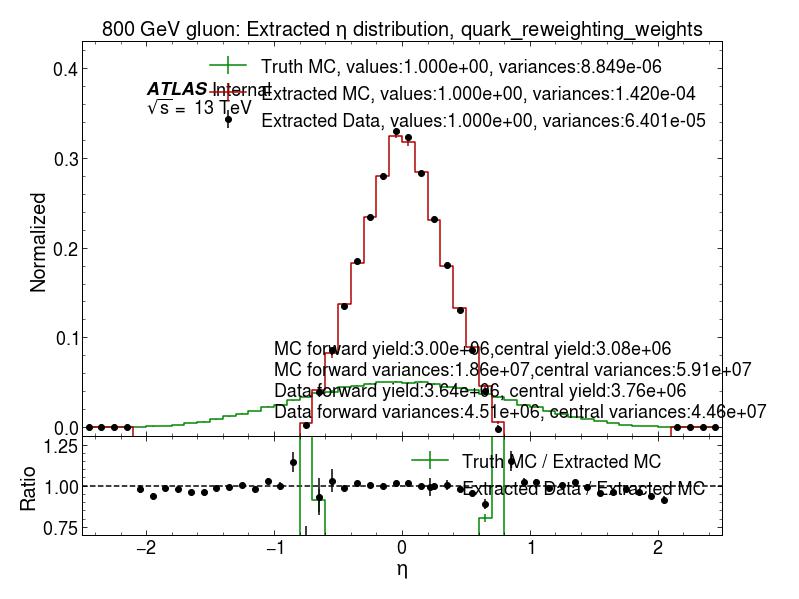 800 GeV gluon: Extracted η distribution, quark_reweighting_weights
Truth MC, values:1.000e+00, variances:8.849e-06
ATLAS Internal
Extracted MC, values:1.000e+00, variances:1.420e-04
√s = 13 TeV
Extracted Data, values:1.000e+00, variances:6.401e-05
0.4
0.3
0.2
0.1
0.0
Normalized
MC forward yield:3.00e+06,central yield:3.08e+06
MC forward variances:1.86e+07,central variances:5.91e+07
Data forward yield:3.64e+06, central yield:3.76e+06
Data forward variances:4.51e+06, central variances:4.46e+07
1.25
1.00
0.75
Ratio
Truth MC / Extracted MC
Extracted Data / Extracted MC
−2 −1 0 1 2
η